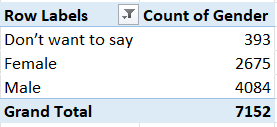 Row Labels Count of Gender
Don't want to say 393
Female 2675
Male 4084
Grand Total 7152